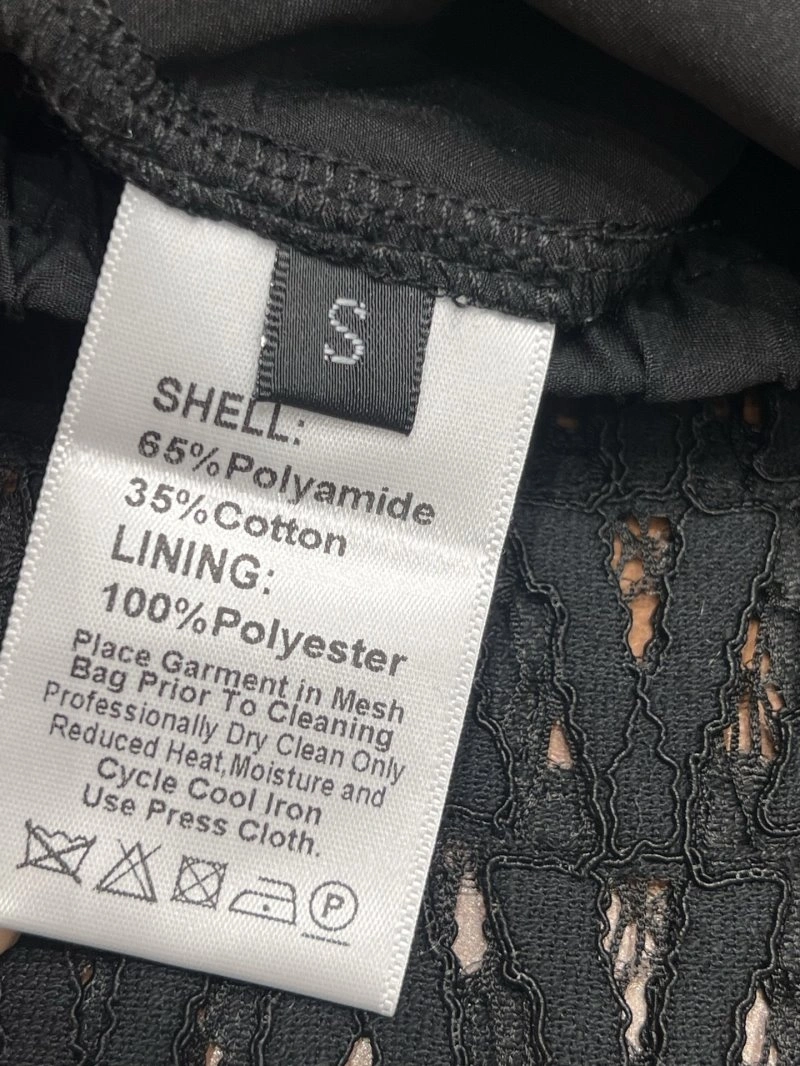 S
SHELL:
65%Polyamide
35%Cotton
LINING:
100%Polyester
Place Garment in Mesh
Bag Prior To Cleaning
Professionally Dry Clean Only
Reduced Heat,Moisture and
Cycle Cool Iron
Use Press Cloth.
P